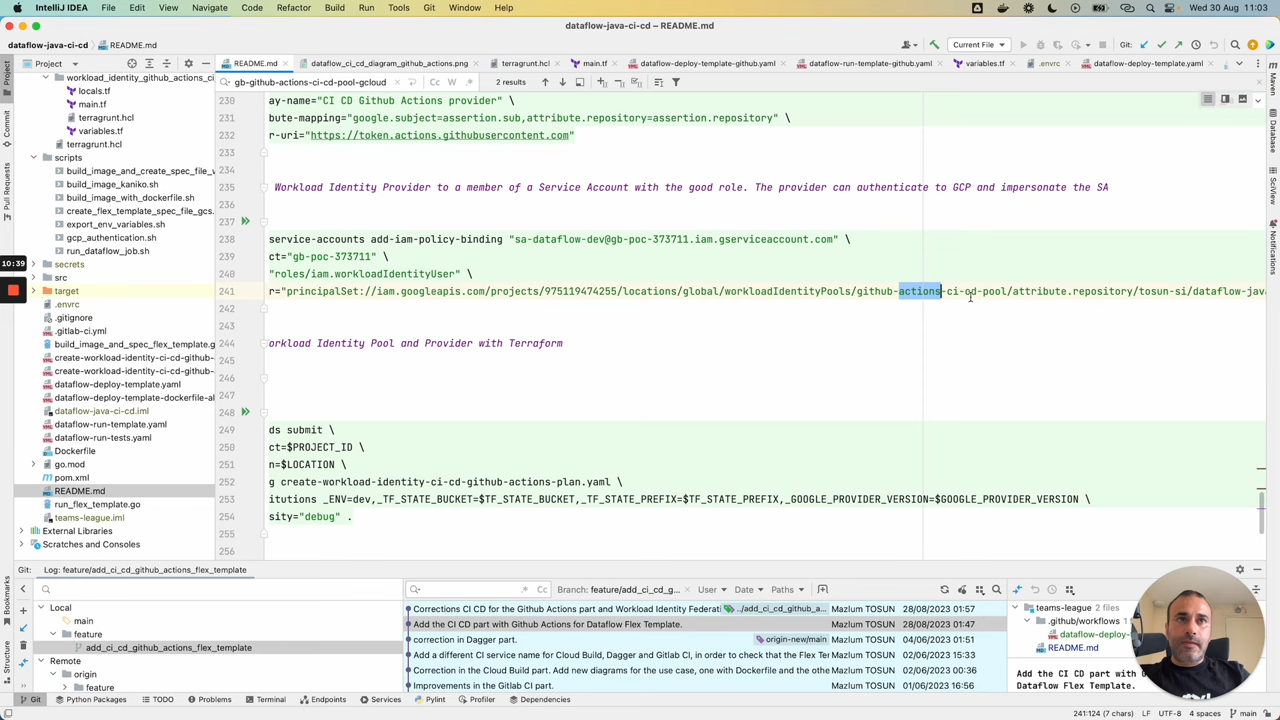 IntelliJ IDEA File Edit View Navigate Code Refactor Build Run Tools Git Window Help Wed 30 Aug 11:03
dataflow-java-ci-cd – README.md
dataflow-java-ci-cd README.md Current File Git:
Project
README.md dataflow_ci_cd_diagram_github_actions.png terragrunt.hcl main.tf dataflow-deploy-template-github.yaml dataflow-run-template-github.yaml variables.tf .envrc dataflow-deploy-template.yaml
gb-github-actions-ci-cd-pool-gcloud Cc W .* 2 results
Project
Commit
Pull Requests
Bookmarks
Structure
Maven
Database
SciView
Notifications
workload_identity_github_actions_ci
locals.tf
main.tf
terragrunt.hcl
variables.tf
terragrunt.hcl
scripts
build_image_and_create_spec_file_w
build_image_kaniko.sh
build_image_with_dockerfile.sh
create_flex_template_spec_file_gcs.
export_env_variables.sh
gcp_authentication.sh
run_dataflow_job.sh
secrets
src
target
.envrc
.gitignore
.gitlab-ci.yml
build_image_and_spec_flex_template.g
create-workload-identity-ci-cd-github-
create-workload-identity-ci-cd-github-
dataflow-deploy-template.yaml
dataflow-deploy-template-dockerfile-al
dataflow-java-ci-cd.iml
dataflow-run-template.yaml
dataflow-run-tests.yaml
Dockerfile
go.mod
pom.xml
README.md
run_flex_template.go
teams-league.iml
External Libraries
Scratches and Consoles
10:39
230 ay-name="CI CD Github Actions provider" \
231 bute-mapping="google.subject=assertion.sub,attribute.repository=assertion.repository" \
232 r-uri="https://token.actions.githubusercontent.com"
233
234
235 Workload Identity Provider to a member of a Service Account with the good role. The provider can authenticate to GCP and impersonate the SA
236
237
238 service-accounts add-iam-policy-binding "sa-dataflow-dev@gb-poc-373711.iam.gserviceaccount.com" \
239 ct="gb-poc-373711" \
240 "roles/iam.workloadIdentityUser" \
241 r="principalSet://iam.googleapis.com/projects/975119474255/locations/global/workloadIdentityPools/github-actions-ci-cd-pool/attribute.repository/tosun-si/dataflow-java
242
243
244 orkload Identity Pool and Provider with Terraform
245
246
247
248
249 ds submit \
250 ct=$PROJECT_ID \
251 n=$LOCATION \
252 g create-workload-identity-ci-cd-github-actions-plan.yaml \
253 itutions _ENV=dev,_TF_STATE_BUCKET=$TF_STATE_BUCKET,_TF_STATE_PREFIX=$TF_STATE_PREFIX,_GOOGLE_PROVIDER_VERSION=$GOOGLE_PROVIDER_VERSION \
254 sity="debug" .
255
256
Git: Log: feature/add_ci_cd_github_actions_flex_template
Local
main
feature
add_ci_cd_github_actions_flex_template
Remote
origin
feature
.* Cc Branch: feature/add_ci_cd_g... User Date Paths
Corrections CI CD for the Github Actions part and Workload Identity Federati ../add_ci_cd_github_a... Mazlum TOSUN 28/08/2023 01:57
Add the CI CD part with Github Actions for Dataflow Flex Template. Mazlum TOSUN 28/08/2023 01:00
correction in Dagger part. origin-new/main Mazlum TOSUN 04/06/2023 01:51
Add a different CI service name for Cloud Build, Dagger and Gitlab CI, in order to check that the Flex Ten Mazlum TOSUN 02/06/2023 15:33
Correction in the Cloud Build part. Add new diagrams for the use case, one with Dockerfile and the othe Mazlum TOSUN 02/06/2023 00:36
Improvements in the Gitlab CI part. Mazlum TOSUN 01/06/2023 16:56
teams-league 2 files
.github/workflows
dataflow-deploy-
README.md
Add the CI CD part with G
Dataflow Flex Template.
Git Python Packages TODO Problems Terminal Endpoints Services Pylint Profiler Dependencies
241:124 (7 chars) LF UTF-8 4 spaces main